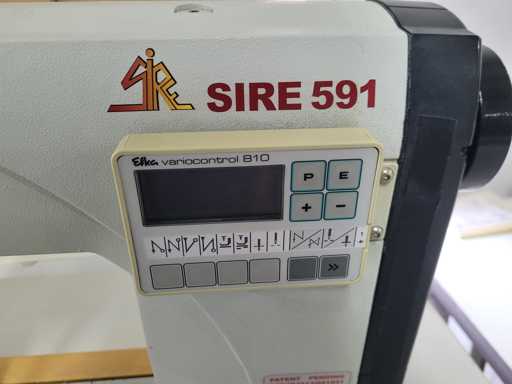 SIRE
SIRE 591
Efka variocontrol 810
P E
+ −
»
PATENT PENDING